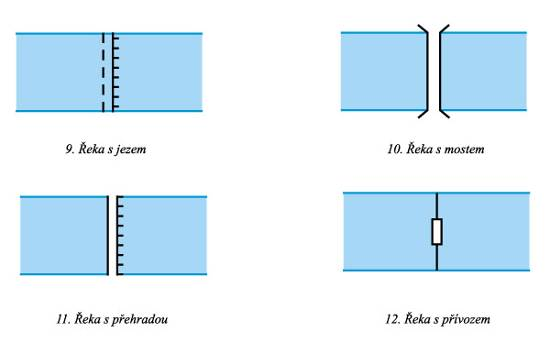 9. Řeka s jezem
10. Řeka s mostem
11. Řeka s přehradou
12. Řeka s přívozem